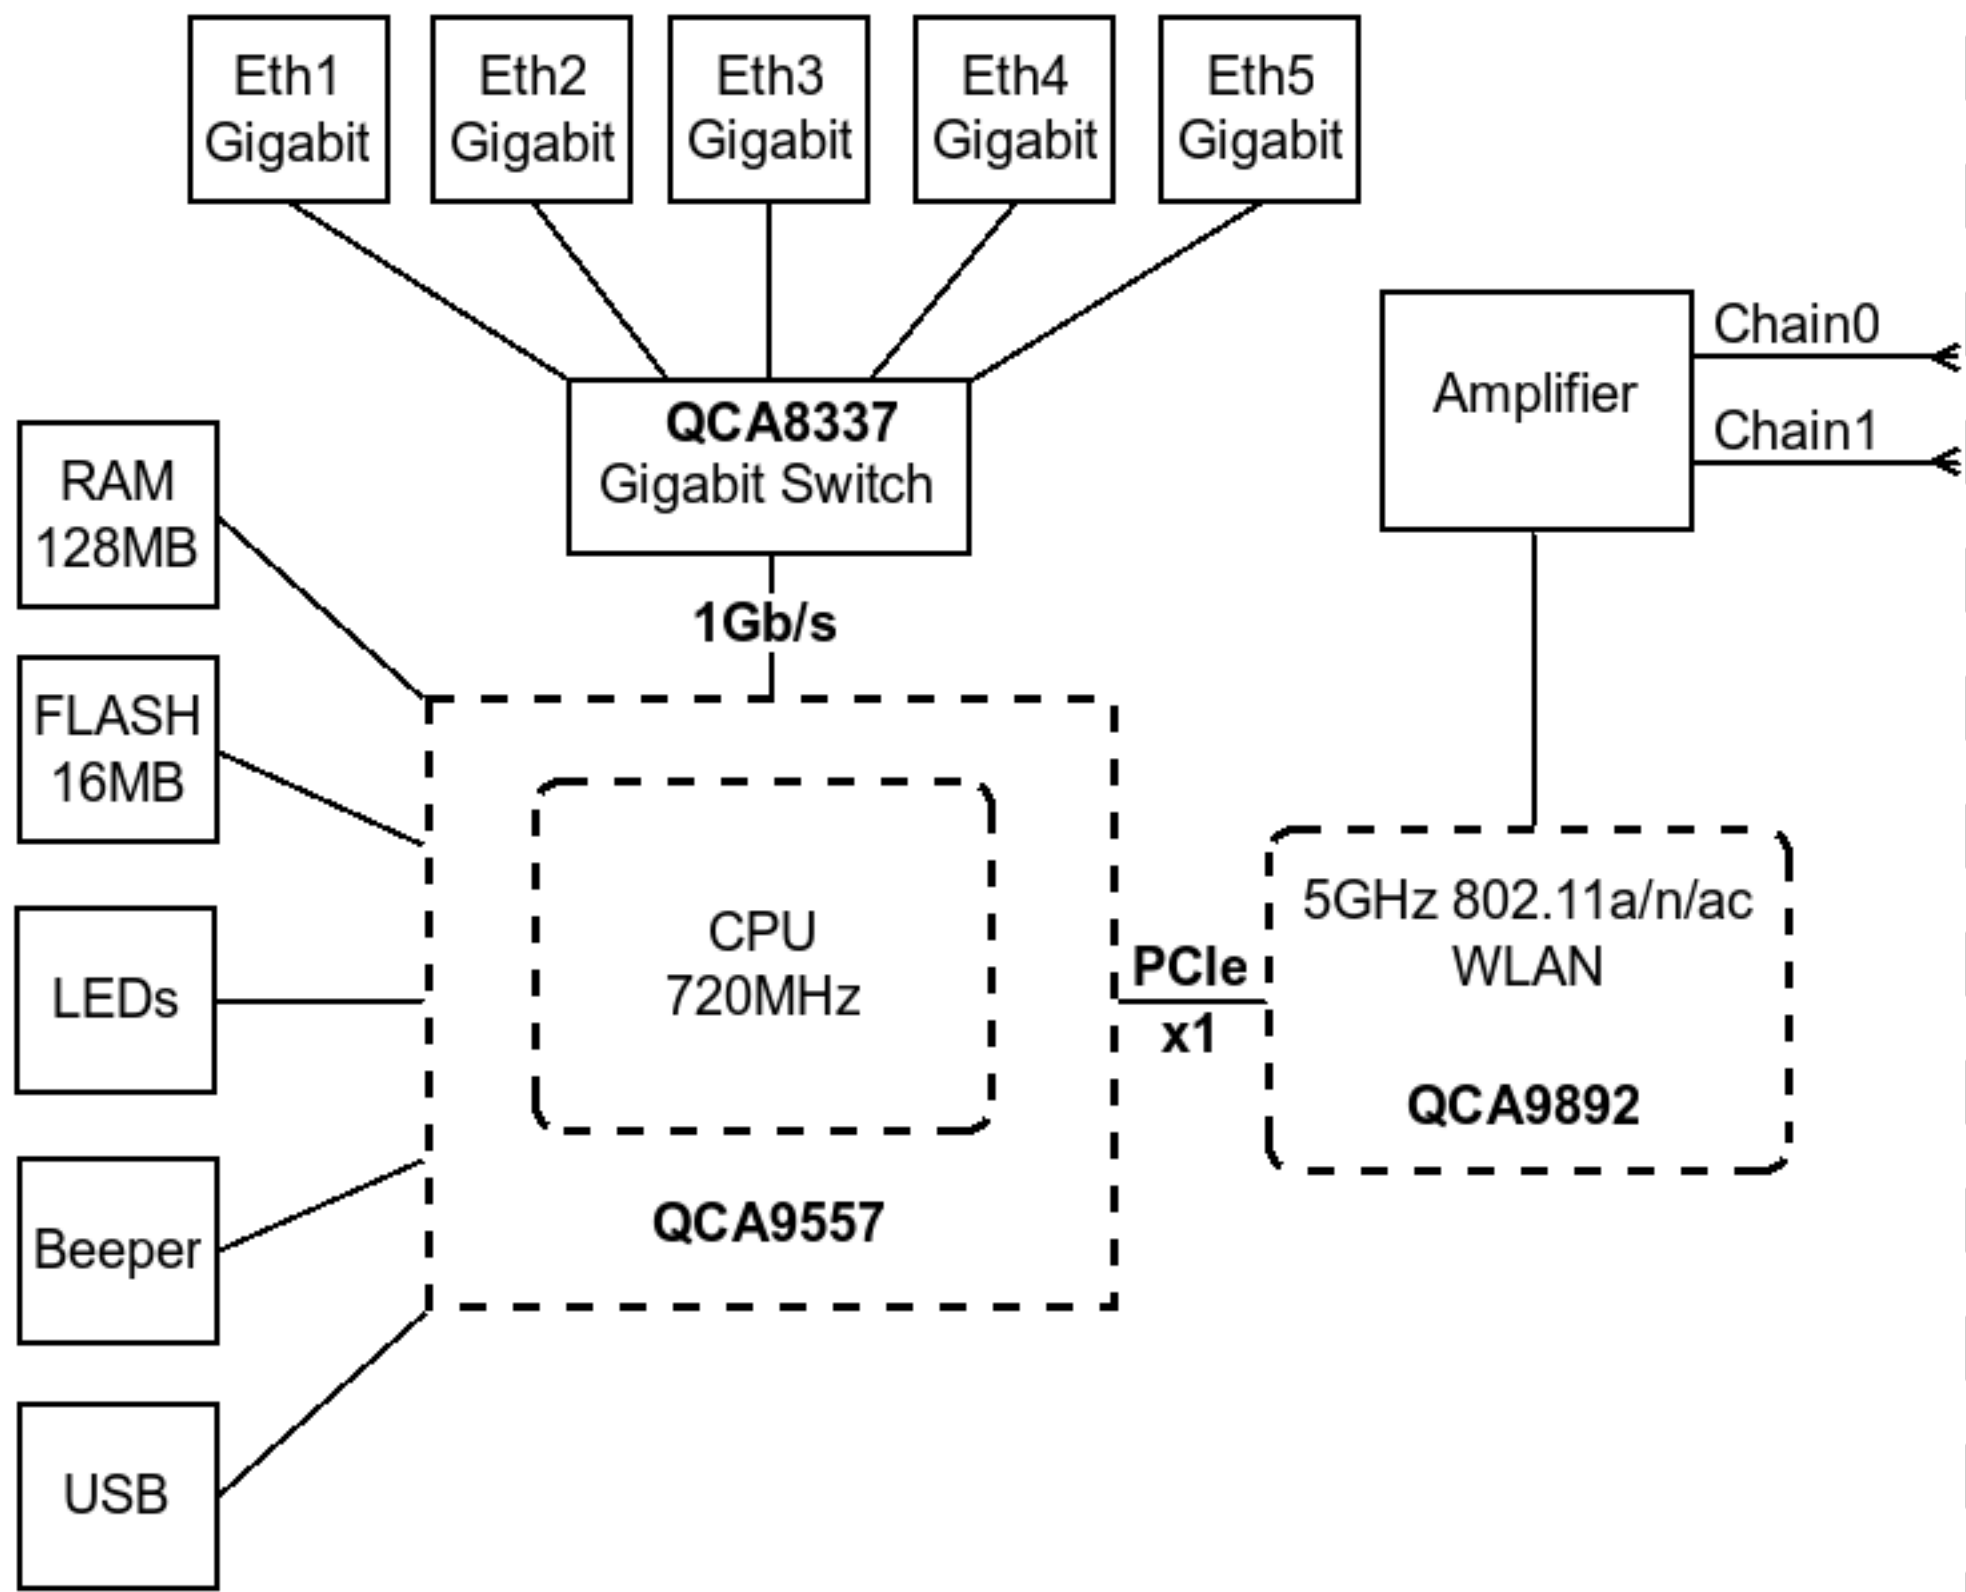 Eth1
Gigabit
Eth2
Gigabit
Eth3
Gigabit
Eth4
Gigabit
Eth5
Gigabit
QCA8337
Gigabit Switch
1Gb/s
Amplifier
Chain0
Chain1
RAM
128MB
FLASH
16MB
LEDs
Beeper
USB
CPU
720MHz
QCA9557
PCIe
x1
5GHz 802.11a/n/ac
WLAN
QCA9892